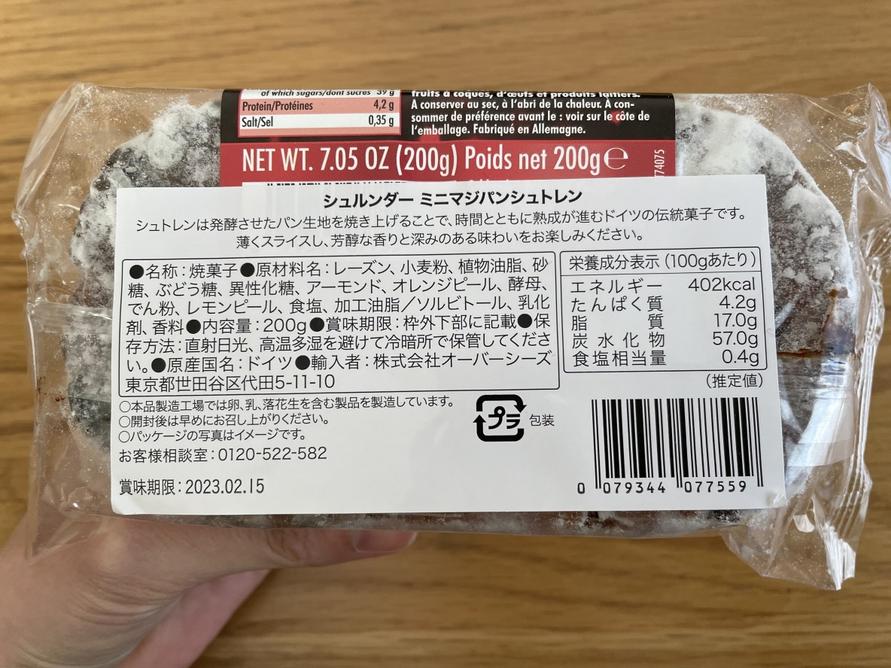 of which sugars/dont sucres 39 g
Protein/Protéines 4,2 g
Salt/Sel 0,35 g
fruits à coques, d'œufs et produits laitiers.
À conserver au sec, à l'abri de la chaleur. À con-
sommer de préférence avant le : voir sur le côte de
l'emballage. Fabriqué en Allemagne.
NET WT. 7.05 OZ (200g) Poids net 200g ℮
74075
シュルンダー ミニマジパンシュトレン
シュトレンは発酵させたパン生地を焼き上げることで、時間とともに熟成が進むドイツの伝統菓子です。
薄くスライスし、芳醇な香りと深みのある味わいをお楽しみください。
●名称:焼菓子●原材料名:レーズン、小麦粉、植物油脂、砂
糖、ぶどう糖、異性化糖、アーモンド、オレンジピール、酵母、
でん粉、レモンピール、食塩、加工油脂/ソルビトール、乳化
剤、香料●内容量:200g●賞味期限:枠外下部に記載●保
存方法:直射日光、高温多湿を避けて冷暗所で保管してくださ
い。●原産国名:ドイツ●輸入者:株式会社オーバーシーズ
東京都世田谷区代田5-11-10
栄養成分表示(100gあたり)
エネルギー 402kcal
たんぱく質 4.2g
脂質 17.0g
炭水化物 57.0g
食塩相当量 0.4g
(推定値)
○本品製造工場では卵、乳、落花生を含む製品を製造しています。
○開封後は早めにお召し上がりください。
○パッケージの写真はイメージです。
お客様相談室:0120-522-582
プラ 包装
賞味期限:2023.02.15
0 079344 077559